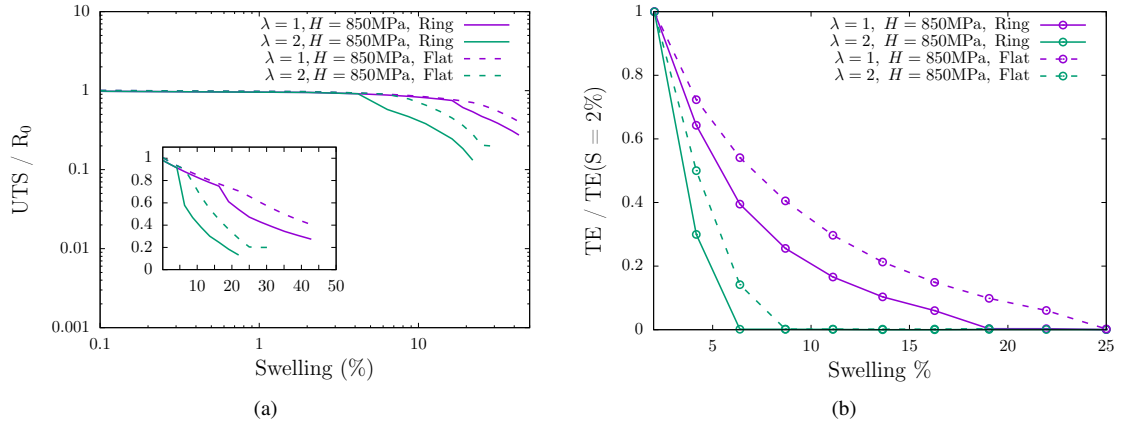 λ = 1, H = 850MPa, Ring
λ = 2, H = 850MPa, Ring
λ = 1, H = 850MPa, Flat
λ = 2, H = 850MPa, Flat
10
1
0.1
0.01
0.001
UTS / R₀
1
0.8
0.6
0.4
0.2
0
10 20 30 40 50
0.1 1 10
Swelling (%)
(a)
λ = 1, H = 850MPa, Ring
λ = 2, H = 850MPa, Ring
λ = 1, H = 850MPa, Flat
λ = 2, H = 850MPa, Flat
1
0.8
0.6
0.4
0.2
0
TE / TE(S = 2%)
5 10 15 20 25
Swelling %
(b)